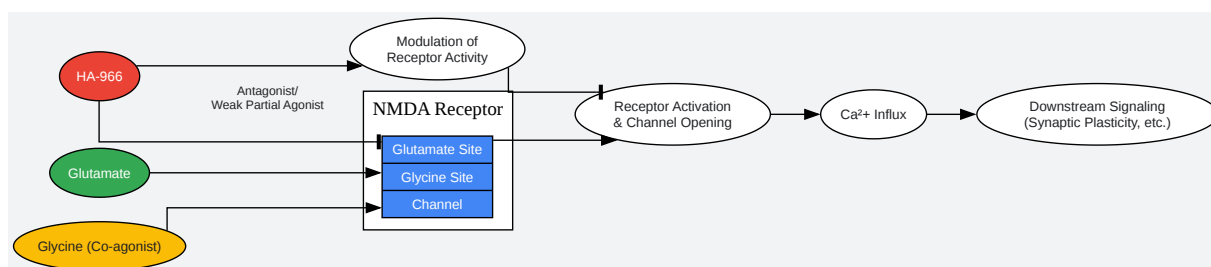 Modulation of
Receptor Activity
HA-966
Antagonist/
Weak Partial Agonist
NMDA Receptor
Receptor Activation
& Channel Opening
Ca²+ Influx
Downstream Signaling
(Synaptic Plasticity, etc.)
Glutamate Site
Glutamate
Glycine Site
Channel
Glycine (Co-agonist)